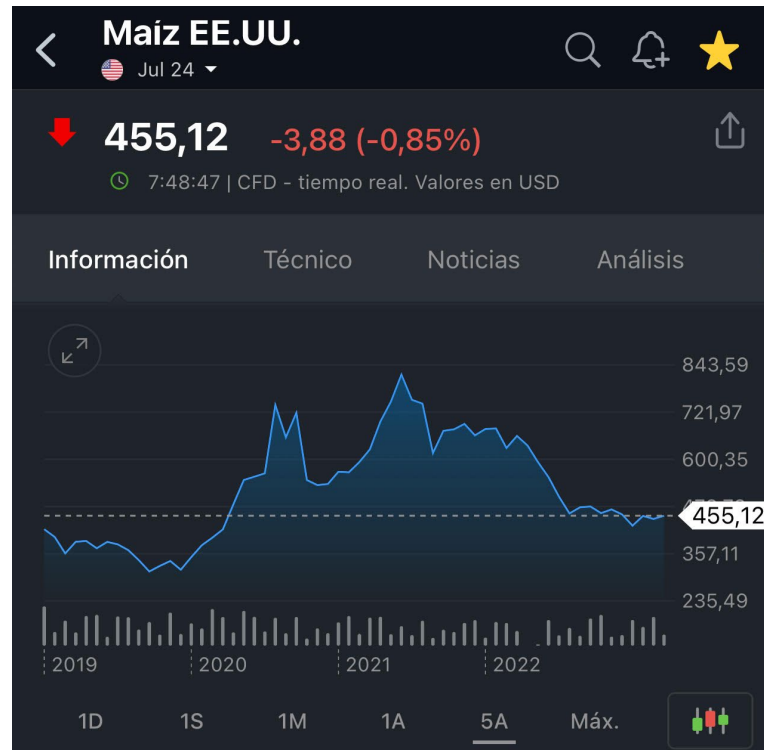 Maíz EE.UU.
Jul 24
455,12 -3,88 (-0,85%)
7:48:47 | CFD - tiempo real. Valores en USD
Información Técnico Noticias Análisis
843,59
721,97
600,35
455,12
357,11
235,49
2019 2020 2021 2022
1D 1S 1M 1A 5A Máx.